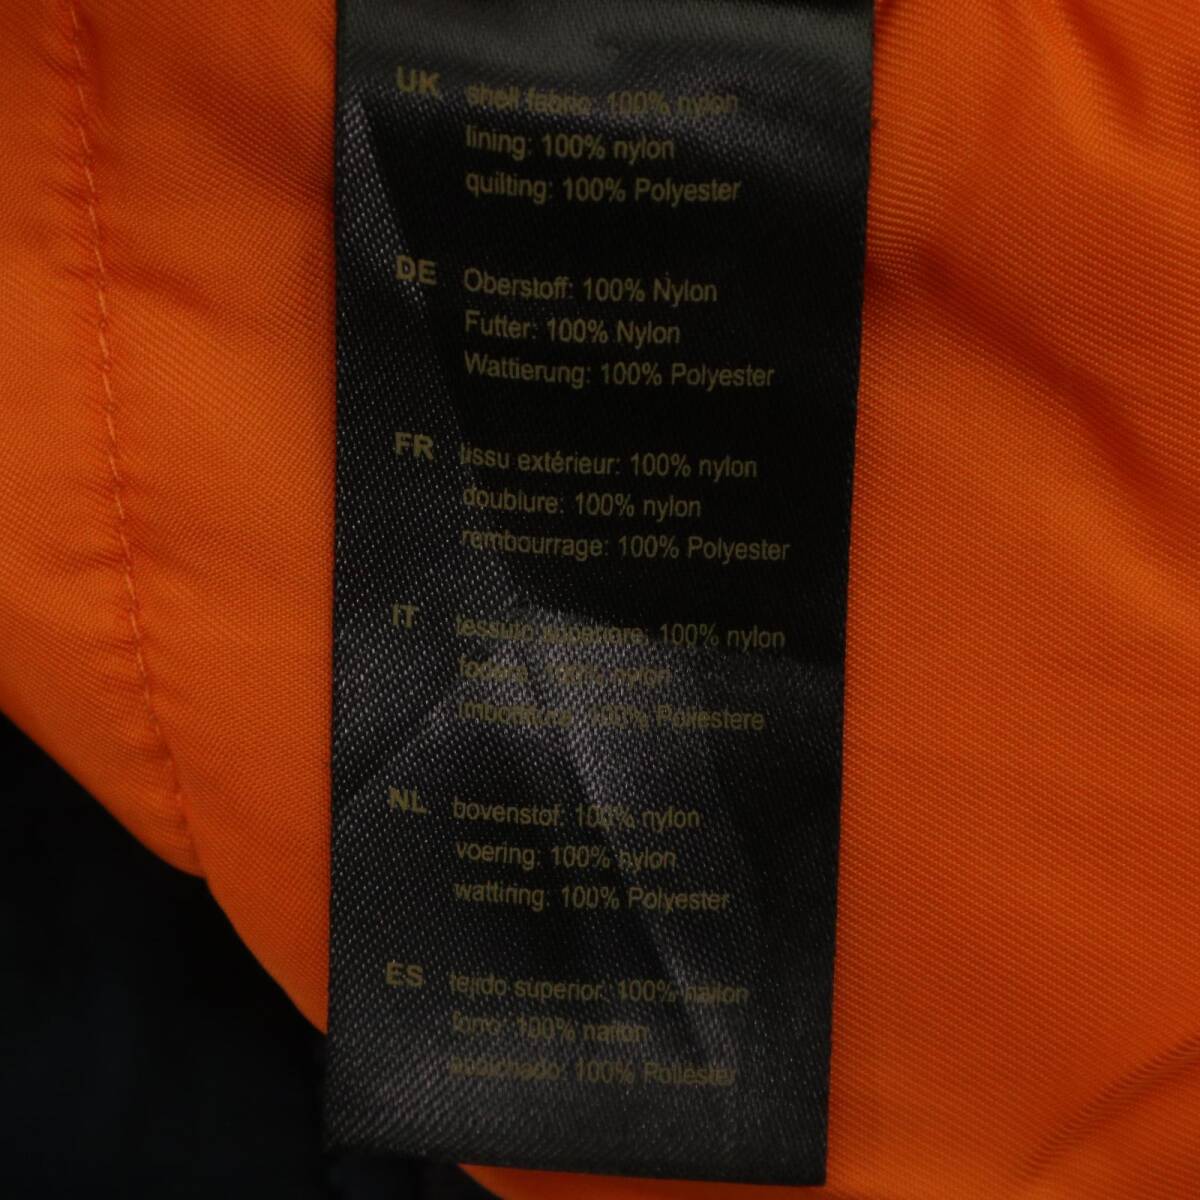 UK shell fabric: 100% nylon
lining: 100% nylon
quilting: 100% Polyester
DE Oberstoff: 100% Nylon
Futter: 100% Nylon
Wattierung: 100% Polyester
FR tissu extérieur: 100% nylon
doublure: 100% nylon
rembourrage: 100% Polyester
IT tessuto superiore: 100% nylon
fodera: 100% nylon
100% Poliestere
NL bovenstof: 100% nylon
voering: 100% nylon
wattiring: 100% Polyester
ES tejido superior: 100% nailon
forro: 100% nailon
100% Poliester